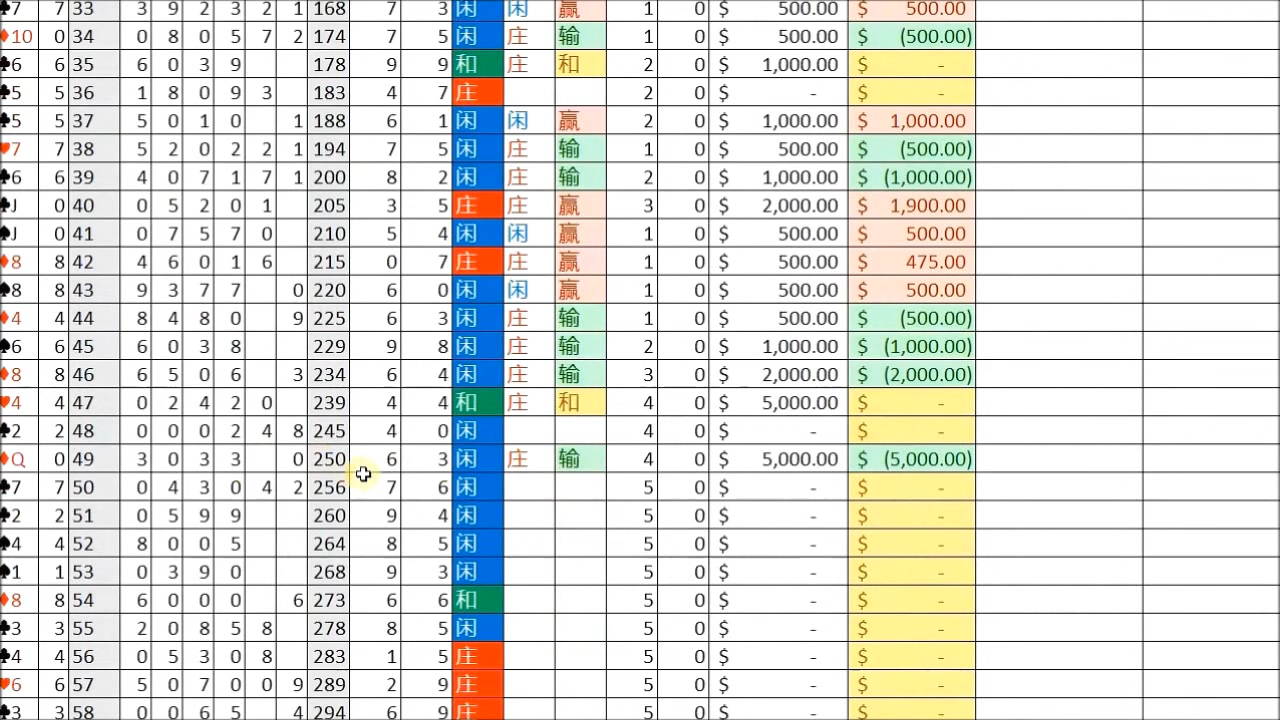 ♣7 7 33 3 9 2 3 2 1 168 7 3 闲 闲 赢 1 0 $ 500.00 $ 500.00
♦10 0 34 0 8 0 5 7 2 174 7 5 闲 庄 输 1 0 $ 500.00 $ (500.00)
♣6 6 35 6 0 3 9 178 9 9 和 庄 和 2 0 $ 1,000.00 $ -
♣5 5 36 1 8 0 9 3 183 4 7 庄 2 0 $ - $ -
♣5 5 37 5 0 1 0 1 188 6 1 闲 闲 赢 2 0 $ 1,000.00 $ 1,000.00
♥7 7 38 5 2 0 2 2 1 194 7 5 闲 庄 输 1 0 $ 500.00 $ (500.00)
♣6 6 39 4 0 7 1 7 1 200 8 2 闲 庄 输 2 0 $ 1,000.00 $ (1,000.00)
♠J 0 40 0 5 2 0 1 205 3 5 庄 庄 赢 3 0 $ 2,000.00 $ 1,900.00
♠J 0 41 0 7 5 7 0 210 5 4 闲 闲 赢 1 0 $ 500.00 $ 500.00
♦8 8 42 4 6 0 1 6 215 0 7 庄 庄 赢 1 0 $ 500.00 $ 475.00
♠8 8 43 9 3 7 7 0 220 6 0 闲 闲 赢 1 0 $ 500.00 $ 500.00
♦4 4 44 8 4 8 0 9 225 6 3 闲 庄 输 1 0 $ 500.00 $ (500.00)
♠6 6 45 6 0 3 8 229 9 8 闲 庄 输 2 0 $ 1,000.00 $ (1,000.00)
♦8 8 46 6 5 0 6 3 234 6 4 闲 庄 输 3 0 $ 2,000.00 $ (2,000.00)
♥4 4 47 0 2 4 2 0 239 4 4 和 庄 和 4 0 $ 5,000.00 $ -
♣2 2 48 0 0 0 2 4 8 245 4 0 闲 4 0 $ - $ -
♦Q 0 49 3 0 3 3 0 250 6 3 闲 庄 输 4 0 $ 5,000.00 $ (5,000.00)
♣7 7 50 0 4 3 0 4 2 256 7 6 闲 5 0 $ - $ -
♣2 2 51 0 5 9 9 260 9 4 闲 5 0 $ - $ -
♠4 4 52 8 0 0 5 264 8 5 闲 5 0 $ - $ -
♠1 1 53 0 3 9 0 268 9 3 闲 5 0 $ - $ -
♦8 8 54 6 0 0 0 6 273 6 6 和 5 0 $ - $ -
♣3 3 55 2 0 8 5 8 278 8 5 闲 5 0 $ - $ -
♣4 4 56 0 5 3 0 8 283 1 5 庄 5 0 $ - $ -
♥6 6 57 5 0 7 0 0 9 289 2 9 庄 5 0 $ - $ -
♣3 3 58 0 0 6 5 4 294 6 9 庄 5 0 $ - $ -